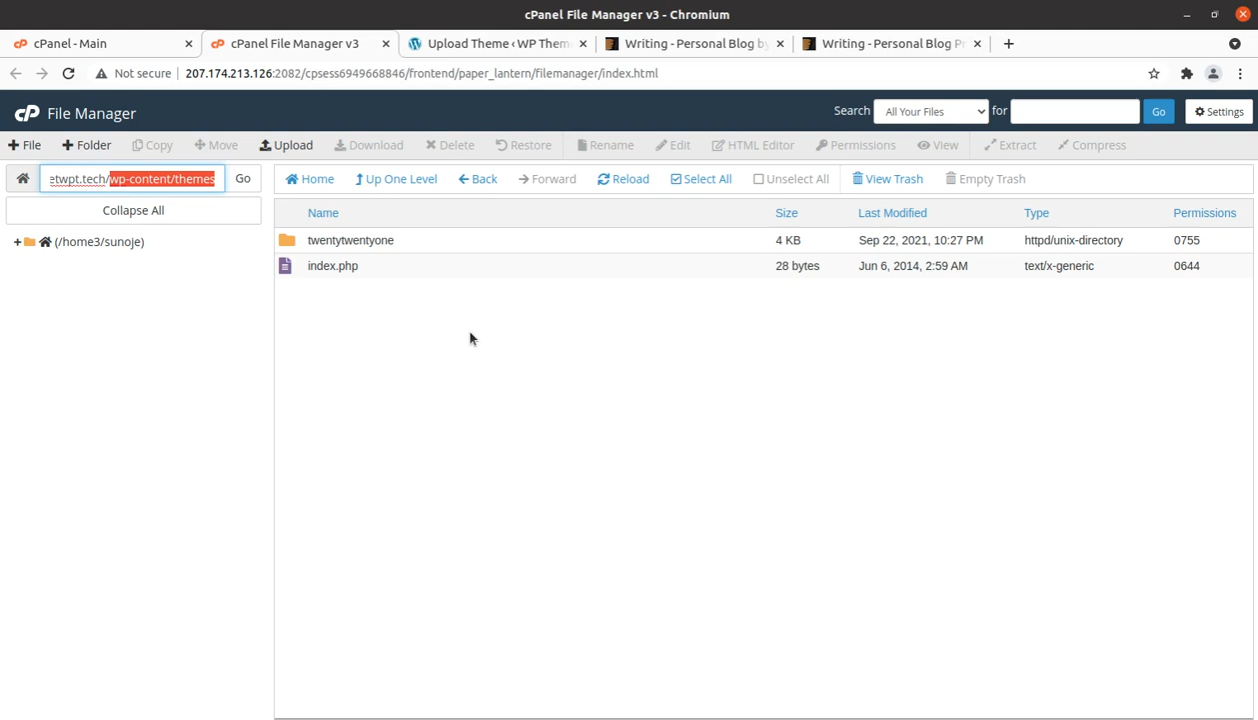 cPanel File Manager v3 - Chromium
cPanel - Main
cPanel File Manager v3
Upload Theme ‹ WP Them
Writing - Personal Blog by
Writing - Personal Blog P
Not secure
207.174.213.126:2082/cpsess6949668846/frontend/paper_lantern/filemanager/index.html
cP File Manager
Search All Your Files for Go Settings
File Folder Copy Move Upload Download Delete Restore Rename Edit HTML Editor Permissions View Extract Compress
etwpt.tech/wp-content/themes Go
Home Up One Level Back Forward Reload Select All Unselect All View Trash Empty Trash
Collapse All
(/home3/sunoje)
Name Size Last Modified Type Permissions
twentytwentyone 4 KB Sep 22, 2021, 10:27 PM httpd/unix-directory 0755
index.php 28 bytes Jun 6, 2014, 2:59 AM text/x-generic 0644